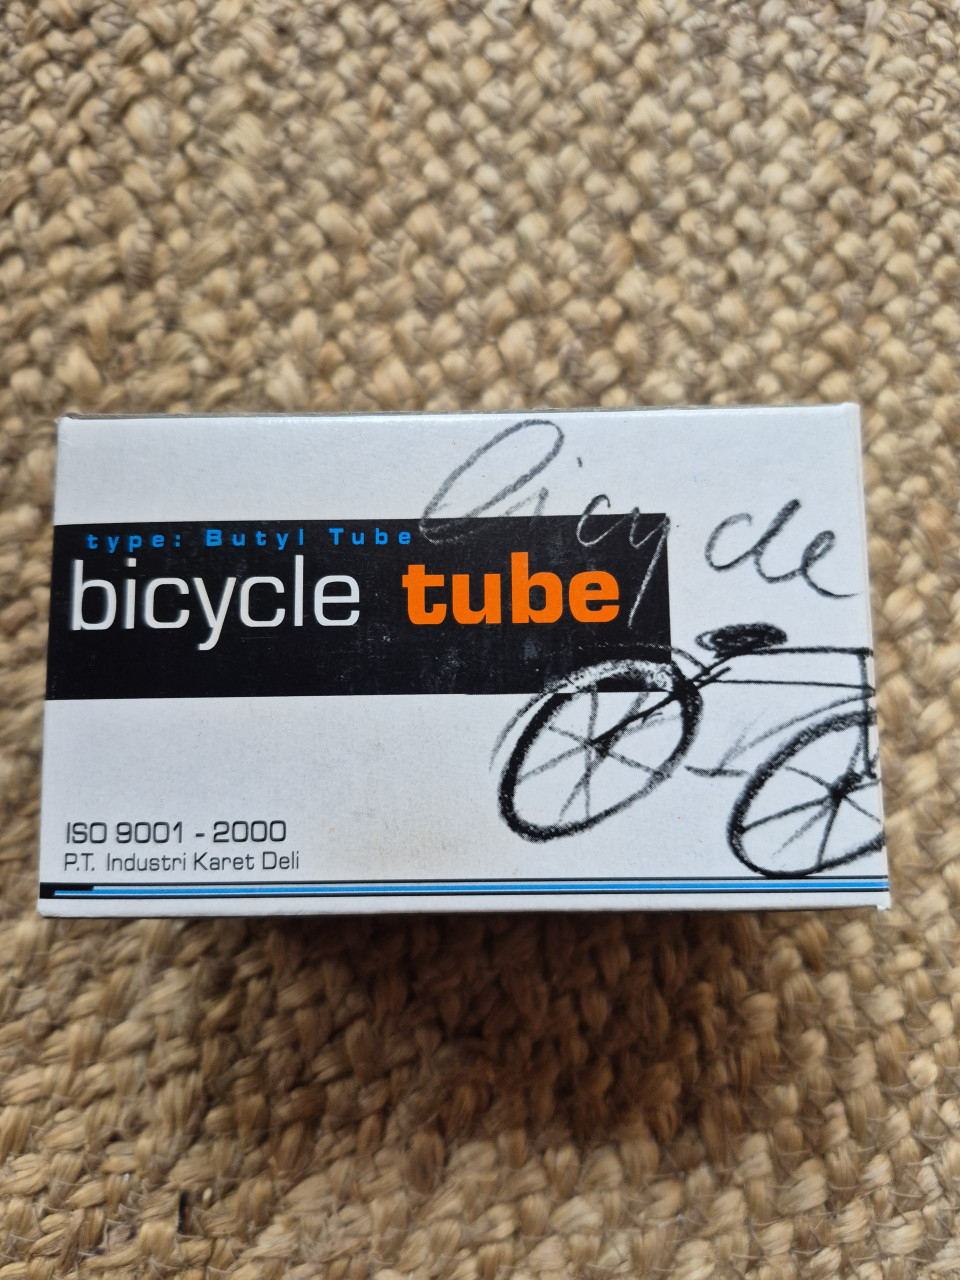 bicycle
type: Butyl Tube
bicycle tube
ISO 9001 - 2000
P.T. Industri Karet Deli